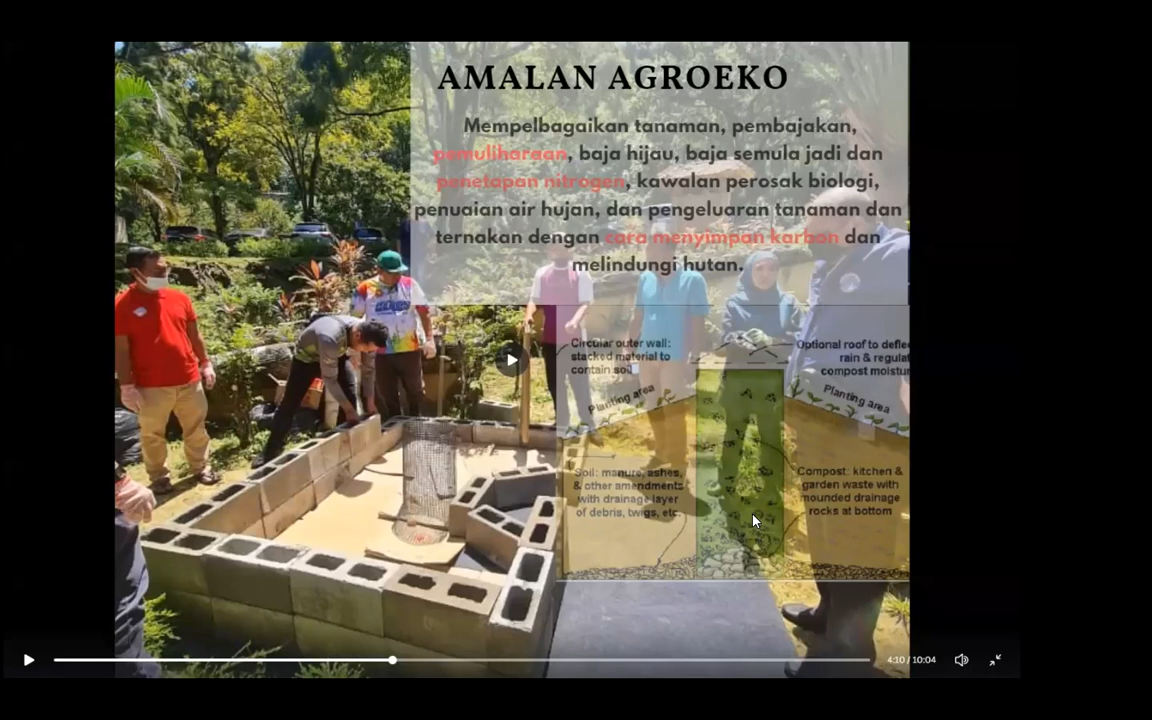 AMALAN AGROEKO
Mempelbagaikan tanaman, pembajakan,
pemuliharaan, baja hijau, baja semula jadi dan
penetapan nitrogen, kawalan perosak biologi,
penuaian air hujan, dan pengeluaran tanaman dan
ternakan dengan cara menyimpan karbon dan
melindungi hutan.
Circular outer wall:
stacked material to
contain soil
Optional roof to defle
rain & regulat
compost moistur
Planting area
Planting area
Soil: manure, ashes,
& other amendments
with drainage layer
of debris, twigs, etc.
Compost: kitchen &
garden waste with
mounded drainage
rocks at bottom
4:10 / 10:04